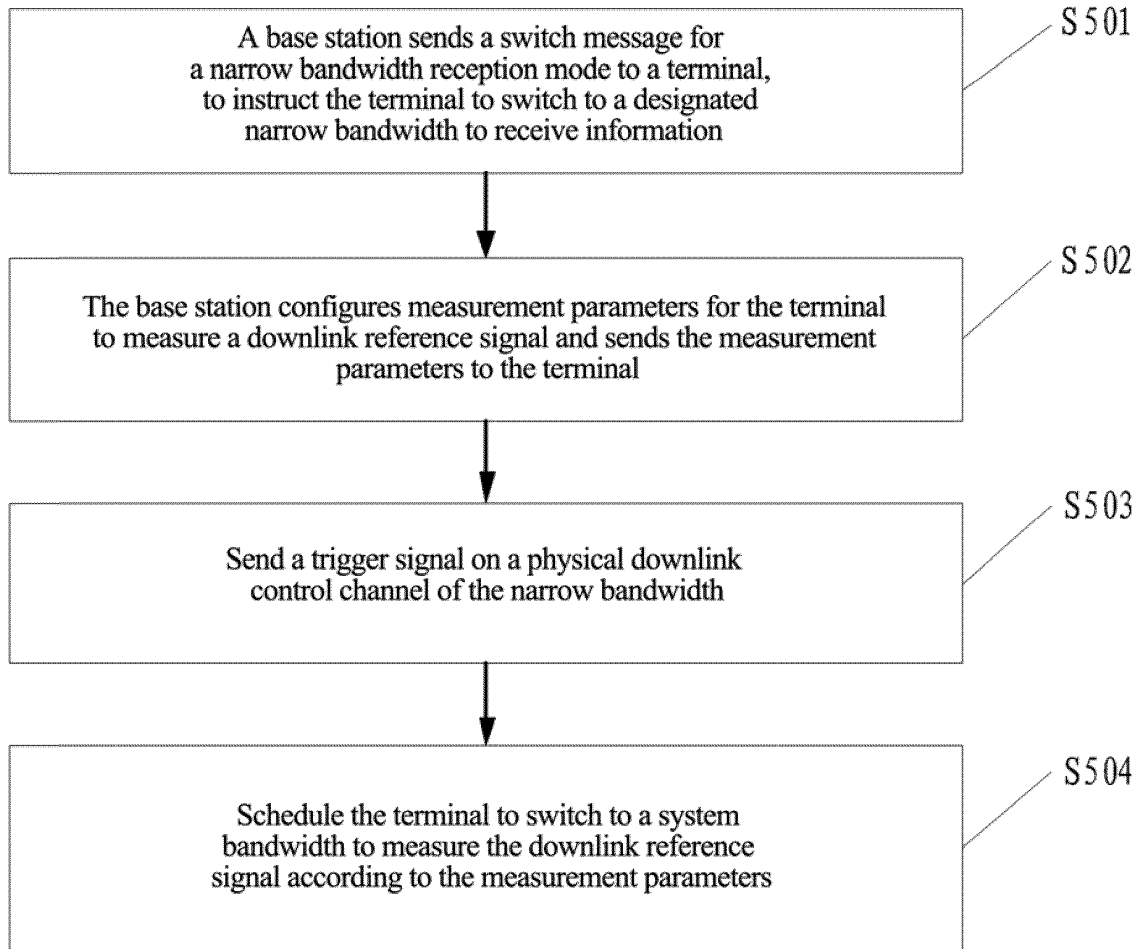 S501
A base station sends a switch message for
a narrow bandwidth reception mode to a terminal,
to instruct the terminal to switch to a designated
narrow bandwidth to receive information
S502
The base station configures measurement parameters for the terminal
to measure a downlink reference signal and sends the measurement
parameters to the terminal
S503
Send a trigger signal on a physical downlink
control channel of the narrow bandwidth
S504
Schedule the terminal to switch to a system
bandwidth to measure the downlink reference
signal according to the measurement parameters